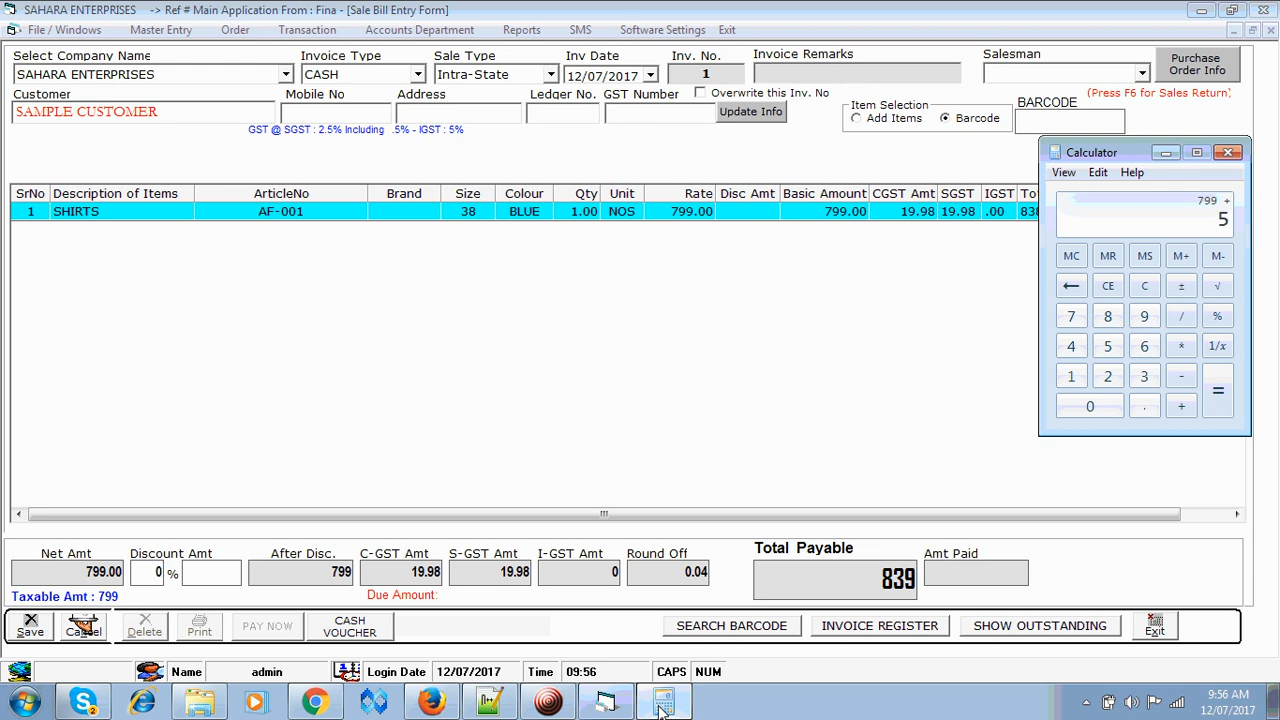 SAHARA ENTERPRISES -> Ref # Main Application From : Fina - [Sale Bill Entry Form]
File / Windows Master Entry Order Transaction Accounts Department Reports SMS Software Settings Exit
Select Company Name Invoice Type Sale Type Inv Date Inv. No. Invoice Remarks Salesman
SAHARA ENTERPRISES CASH Intra-State 12/07/2017 1 Purchase Order Info
Customer Mobile No Address Ledger No. GST Number Overwrite this Inv. No (Press F6 for Sales Return)
SAMPLE CUSTOMER Update Info Item Selection BARCODE
Add Items Barcode
GST @ SGST : 2.5% Including .5% - IGST : 5%
Calculator
View Edit Help
799 +
5
MC MR MS M+ M-
← CE C ± √
7 8 9 / %
4 5 6 * 1/x
1 2 3 - =
0 . +
SrNo Description of Items ArticleNo Brand Size Colour Qty Unit Rate Disc Amt Basic Amount CGST Amt SGST IGST To
1 SHIRTS AF-001 38 BLUE 1.00 NOS 799.00 799.00 19.98 19.98 .00 838
Net Amt Discount Amt After Disc. C-GST Amt S-GST Amt I-GST Amt Round Off Total Payable Amt Paid
799.00 0 % 799 19.98 19.98 0 0.04 839
Taxable Amt : 799 Due Amount:
Save Cancel Delete Print PAY NOW CASH VOUCHER SEARCH BARCODE INVOICE REGISTER SHOW OUTSTANDING Exit
Name admin Login Date 12/07/2017 Time 09:56 CAPS NUM
2
9:56 AM
12/07/2017